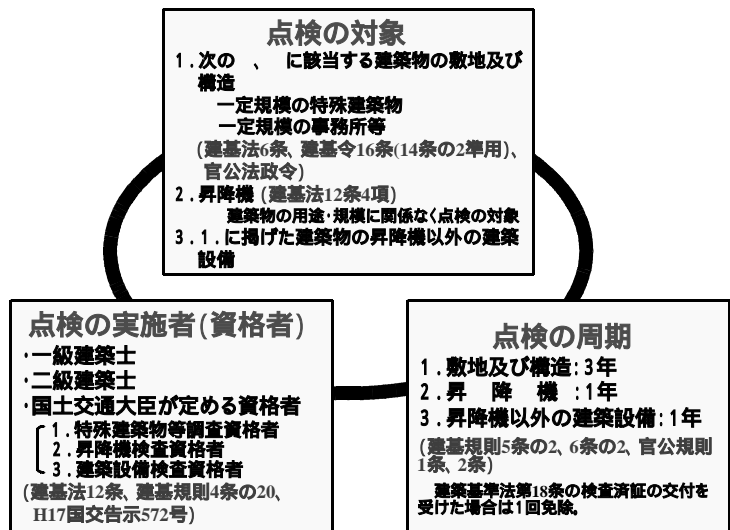 点検の対象
1.次の　、　に該当する建築物の敷地及び
構造
一定規模の特殊建築物
一定規模の事務所等
(建基法6条、建基令16条(14条の2準用)、
官公法政令)
2.昇降機(建基法12条4項)
建築物の用途・規模に関係なく点検の対象
3.1.に掲げた建築物の昇降機以外の建築
設備
点検の実施者(資格者)
・一級建築士
・二級建築士
・国土交通大臣が定める資格者
1.特殊建築物等調査資格者
2.昇降機検査資格者
3.建築設備検査資格者
(建基法12条、建基規則4条の20、
H17国交告示572号)
点検の周期
1.敷地及び構造:3年
2.昇　降　機　:1年
3.昇降機以外の建築設備:1年
(建基規則5条の2、6条の2、官公規則
1条、2条)
建築基準法第18条の検査済証の交付を
受けた場合は1回免除。